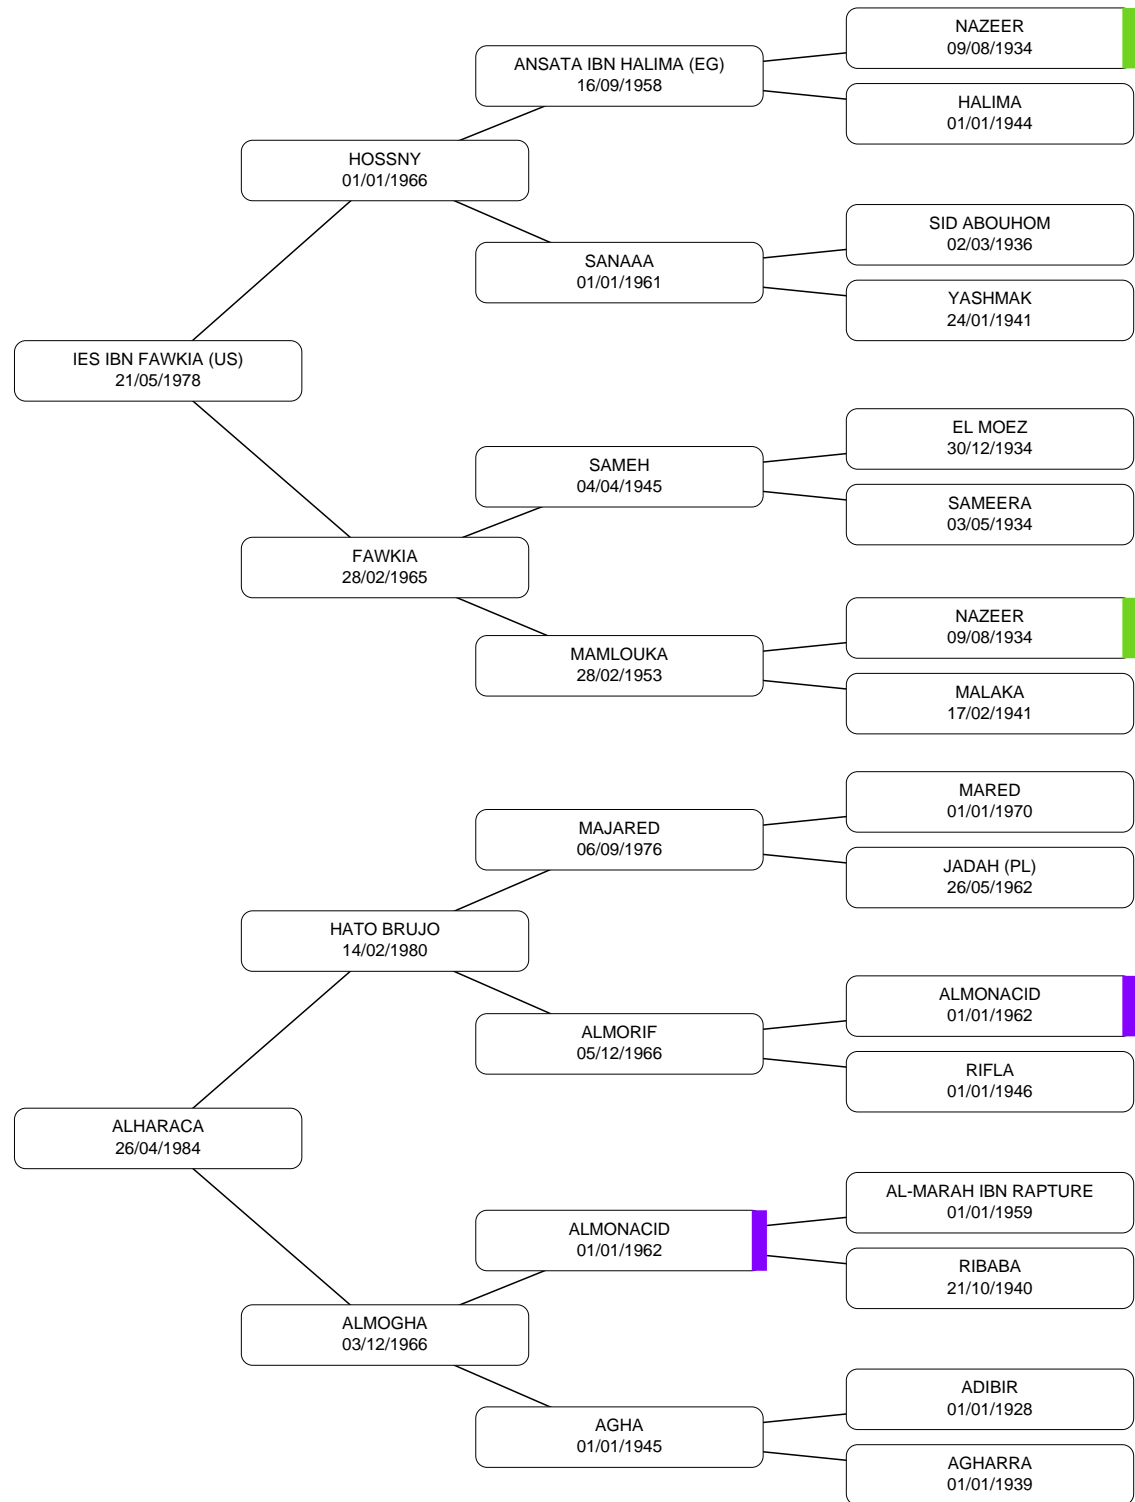 NAZEER
09/08/1934
ANSATA IBN HALIMA (EG)
16/09/1958
HALIMA
01/01/1944
HOSSNY
01/01/1966
SID ABOUHOM
02/03/1936
SANAAA
01/01/1961
YASHMAK
24/01/1941
IES IBN FAWKIA (US)
21/05/1978
EL MOEZ
30/12/1934
SAMEH
04/04/1945
SAMEERA
03/05/1934
FAWKIA
28/02/1965
NAZEER
09/08/1934
MAMLOUKA
28/02/1953
MALAKA
17/02/1941
MARED
01/01/1970
MAJARED
06/09/1976
JADAH (PL)
26/05/1962
HATO BRUJO
14/02/1980
ALMONACID
01/01/1962
ALMORIF
05/12/1966
RIFLA
01/01/1946
ALHARACA
26/04/1984
AL-MARAH IBN RAPTURE
01/01/1959
ALMONACID
01/01/1962
RIBABA
21/10/1940
ALMOGHA
03/12/1966
ADIBIR
01/01/1928
AGHA
01/01/1945
AGHARRA
01/01/1939